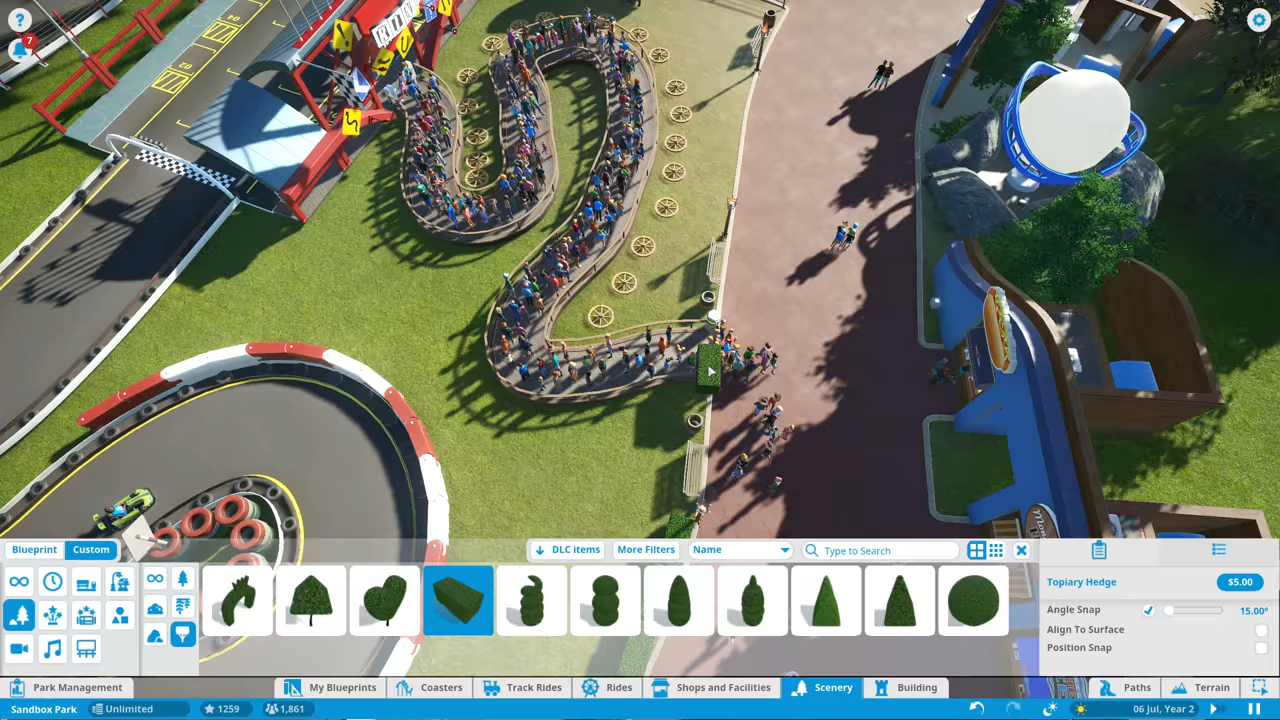 7
Blueprint
Custom
DLC items
More Filters
Name
Type to Search
Topiary Hedge
$5.00
Angle Snap
15.00°
Align To Surface
Position Snap
Park Management
My Blueprints
Coasters
Track Rides
Rides
Shops and Facilities
Scenery
Building
Paths
Terrain
Sandbox Park
Unlimited
1259
1,861
06 Jul, Year 2